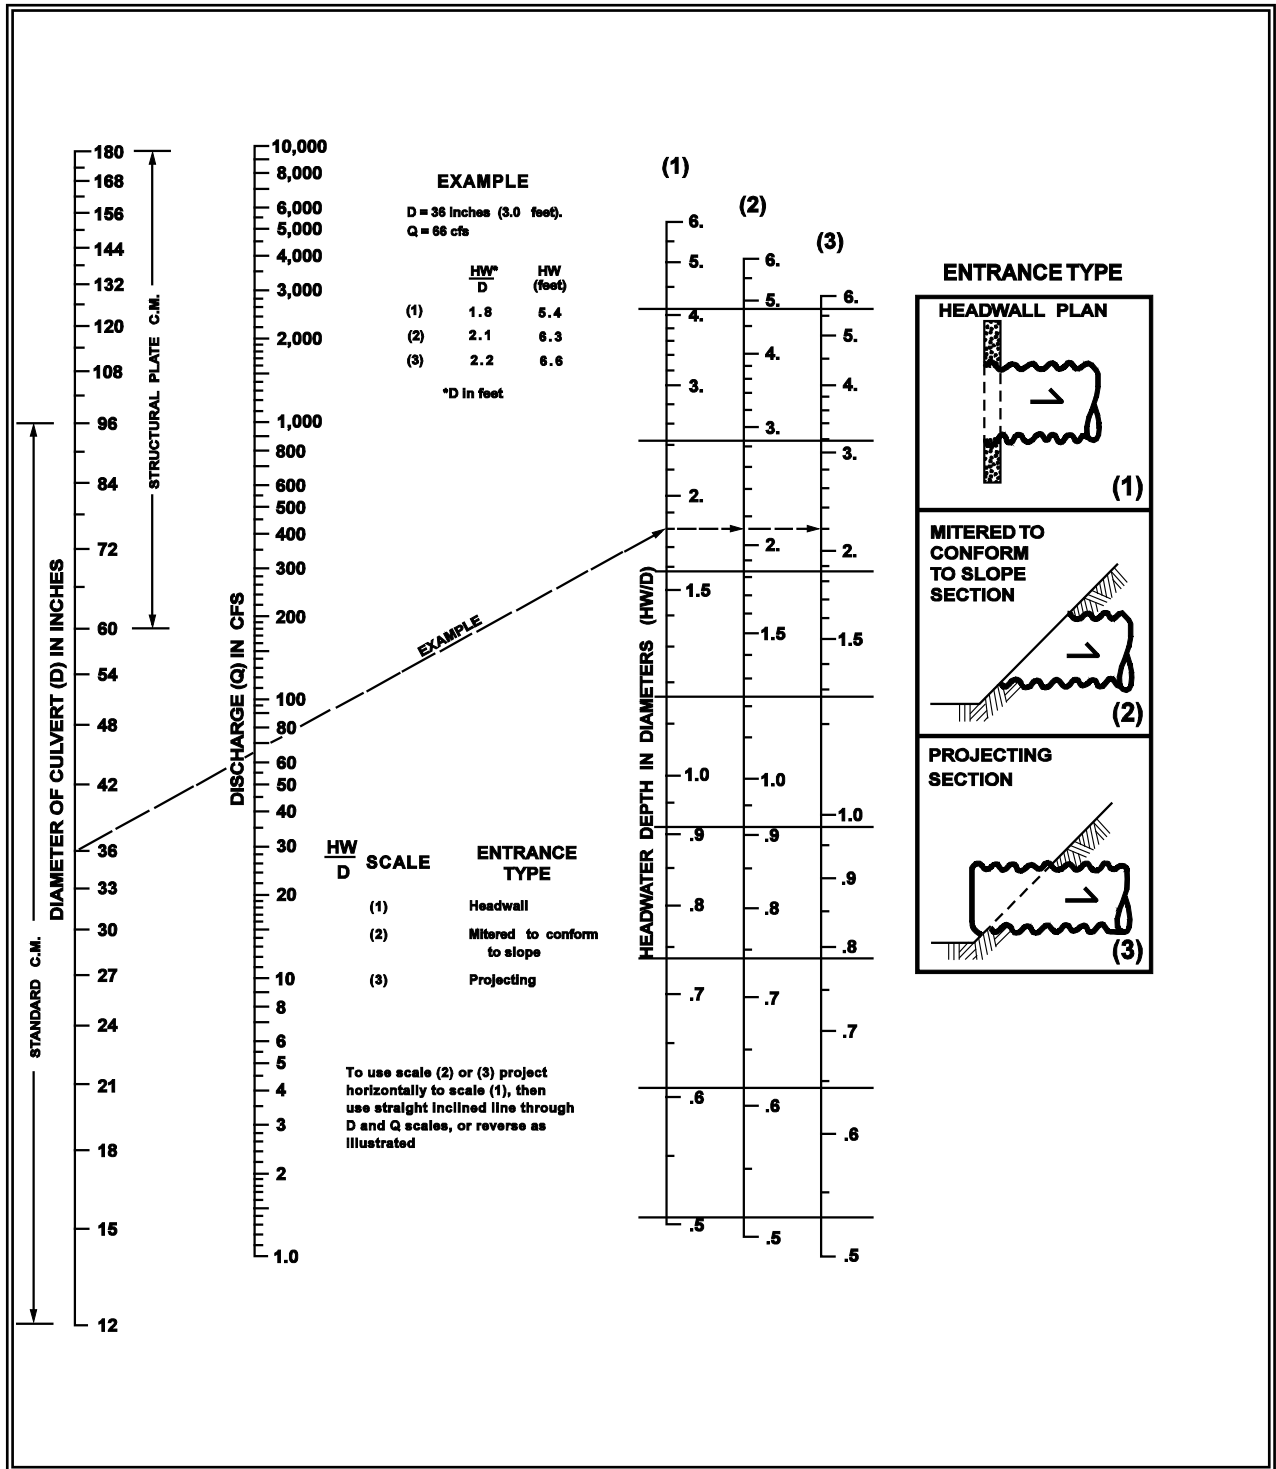 180
168
156
144
132
120
108
96
84
72
60
54
48
42
36
33
30
27
24
21
18
15
12
STRUCTURAL PLATE C.M.
STANDARD C.M.
DIAMETER OF CULVERT (D) IN INCHES
10,000
8,000
6,000
5,000
4,000
3,000
2,000
1,000
800
600
500
400
300
200
100
80
60
50
40
30
20
10
8
6
5
4
3
2
1.0
DISCHARGE (Q) IN CFS
EXAMPLE
D = 36 inches (3.0 feet).
Q = 66 cfs
HW* HW
D (feet)
(1) 1.8 5.4
(2) 2.1 6.3
(3) 2.2 6.6
*D in feet
EXAMPLE
HW
D SCALE ENTRANCE
TYPE
(1) Headwall
(2) Mitered to conform
to slope
(3) Projecting
To use scale (2) or (3) project
horizontally to scale (1), then
use straight inclined line through
D and Q scales, or reverse as
illustrated
HEADWATER DEPTH IN DIAMETERS (HW/D)
(1)
6.
5.
4.
3.
2.
1.5
1.0
.9
.8
.7
.6
.5
(2)
6.
5.
4.
3.
2.
1.5
1.0
.9
.8
.7
.6
.5
(3)
6.
5.
4.
3.
2.
1.5
1.0
.9
.8
.7
.6
.5
ENTRANCE TYPE
HEADWALL PLAN
(1)
MITERED TO
CONFORM
TO SLOPE
SECTION
(2)
PROJECTING
SECTION
(3)